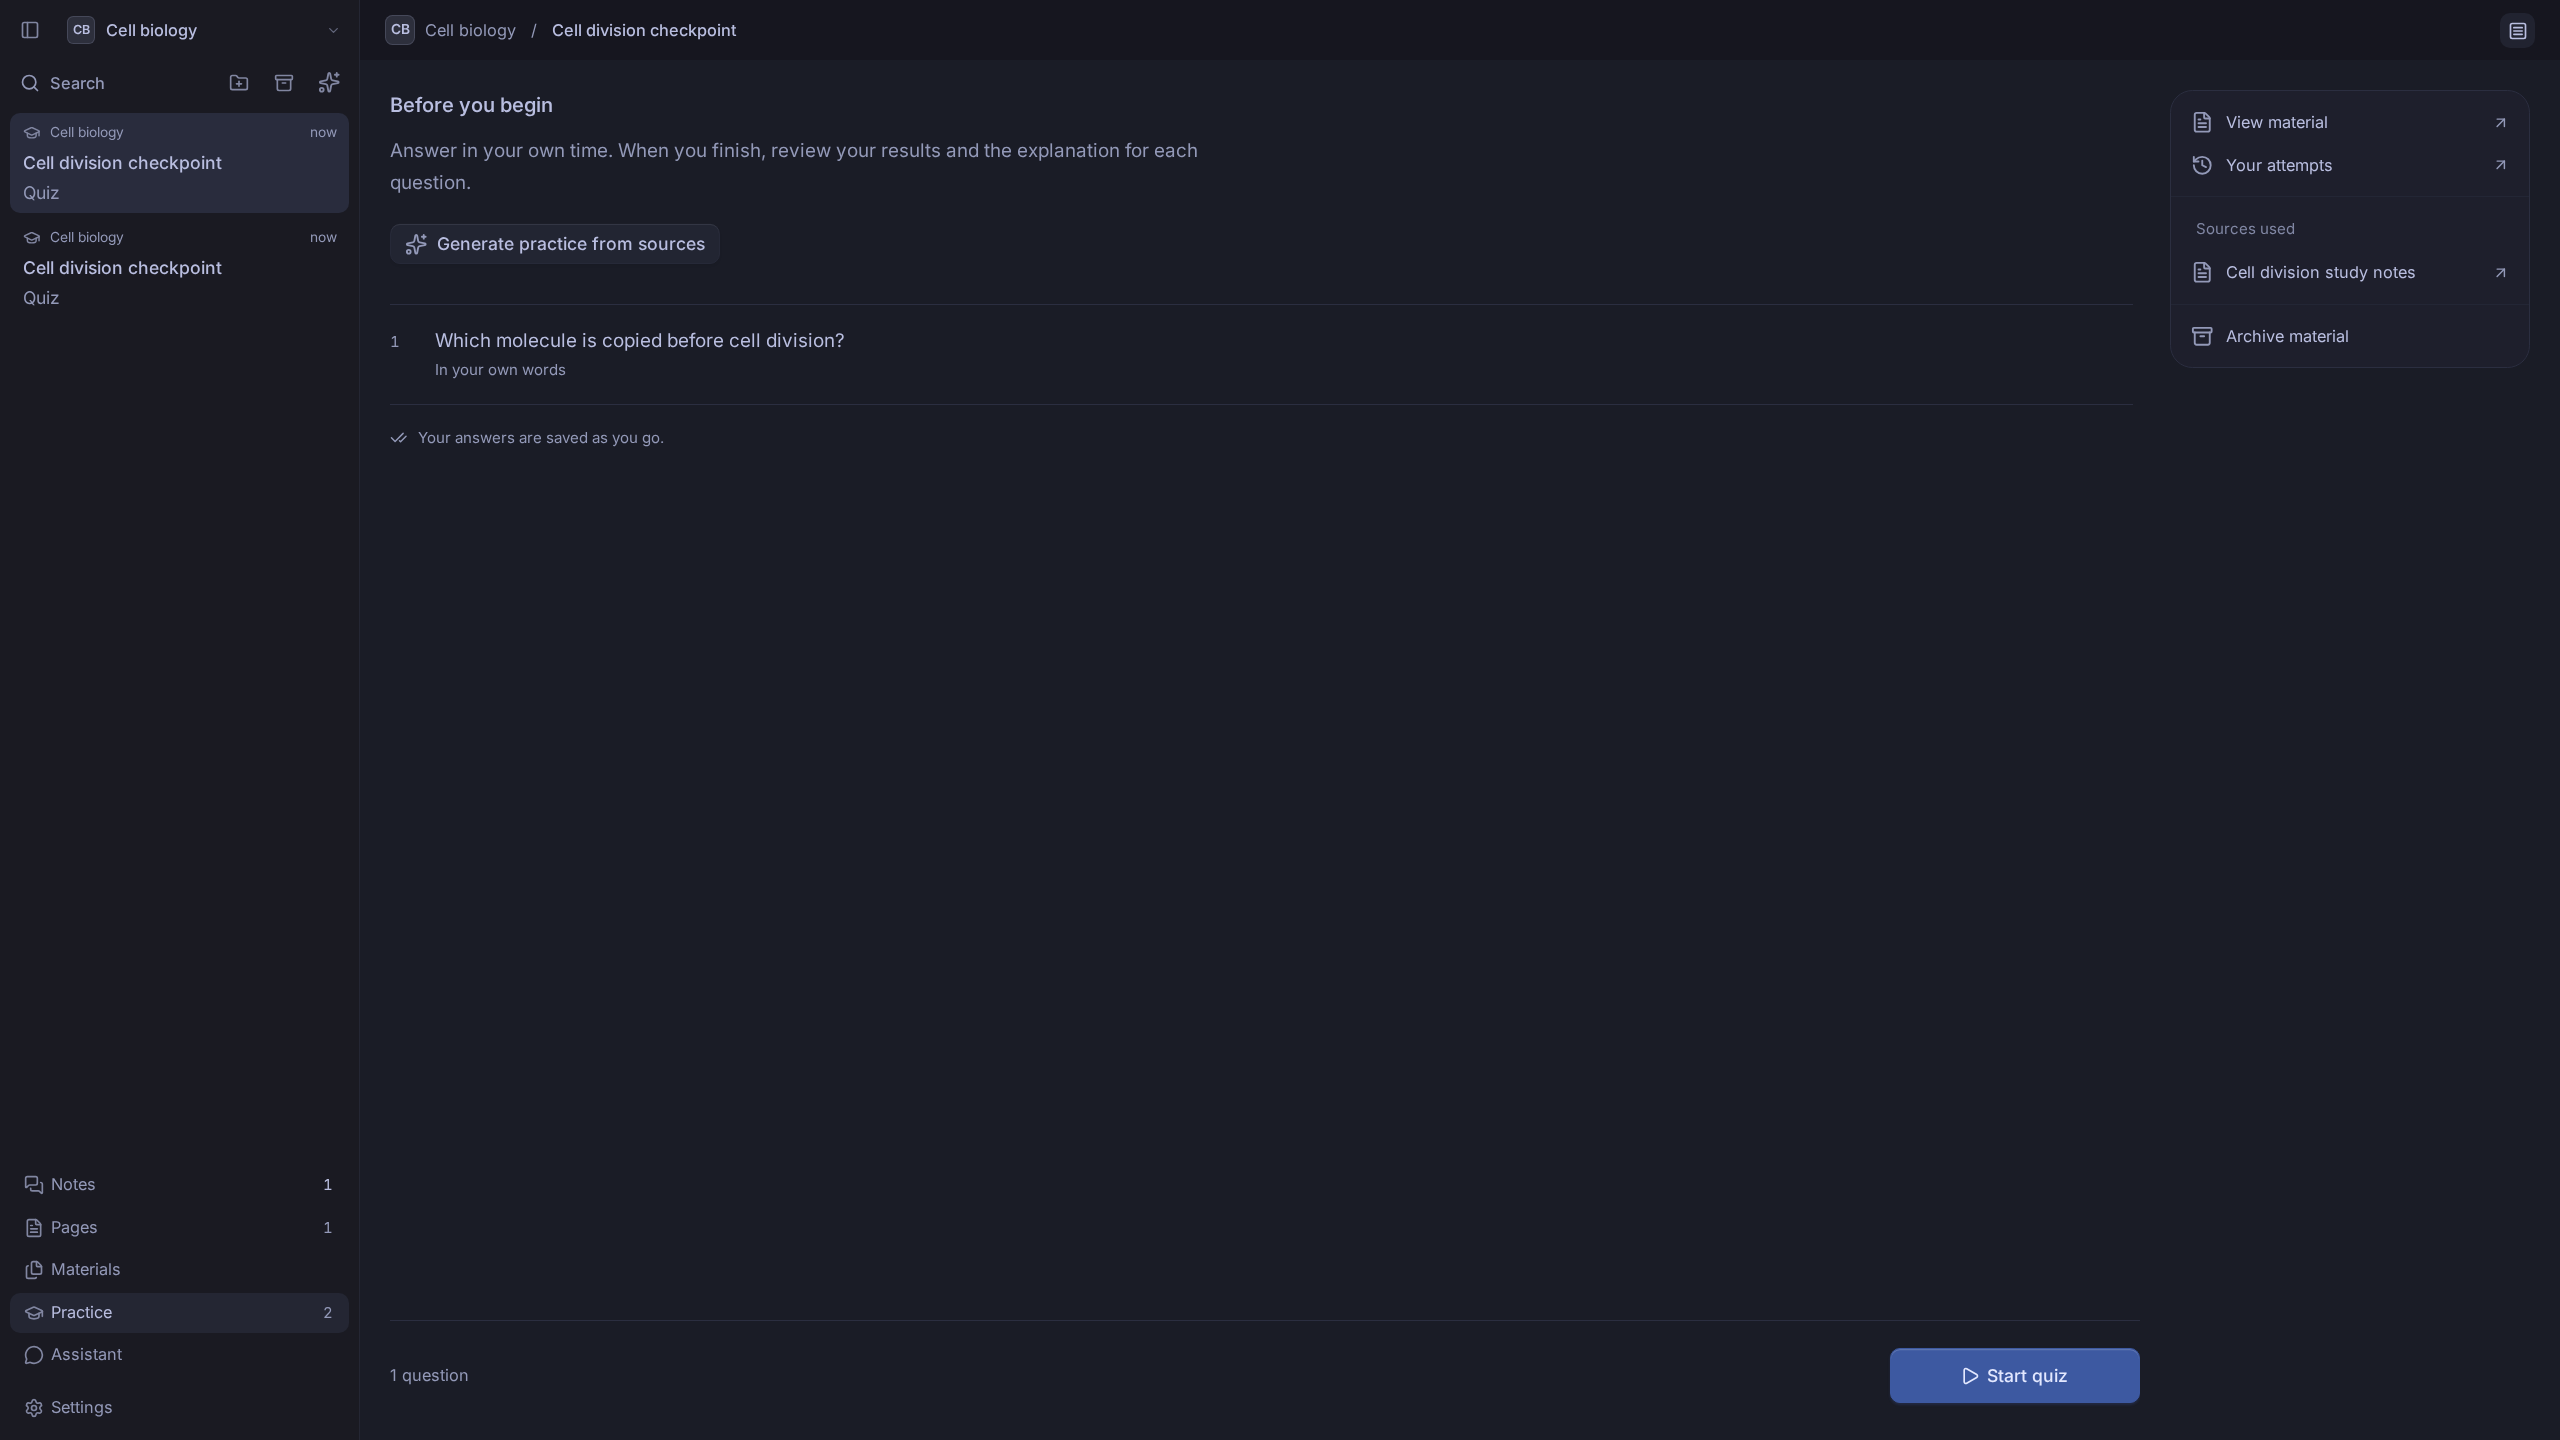 CB Cell biology
Search
Cell biology now
Cell division checkpoint
Quiz
Cell biology now
Cell division checkpoint
Quiz
Notes 1
Pages 1
Materials
Practice 2
Assistant
Settings
CB Cell biology / Cell division checkpoint
Before you begin
Answer in your own time. When you finish, review your results and the explanation for each
question.
Generate practice from sources
1 Which molecule is copied before cell division?
In your own words
Your answers are saved as you go.
1 question
Start quiz
View material
Your attempts
Sources used
Cell division study notes
Archive material